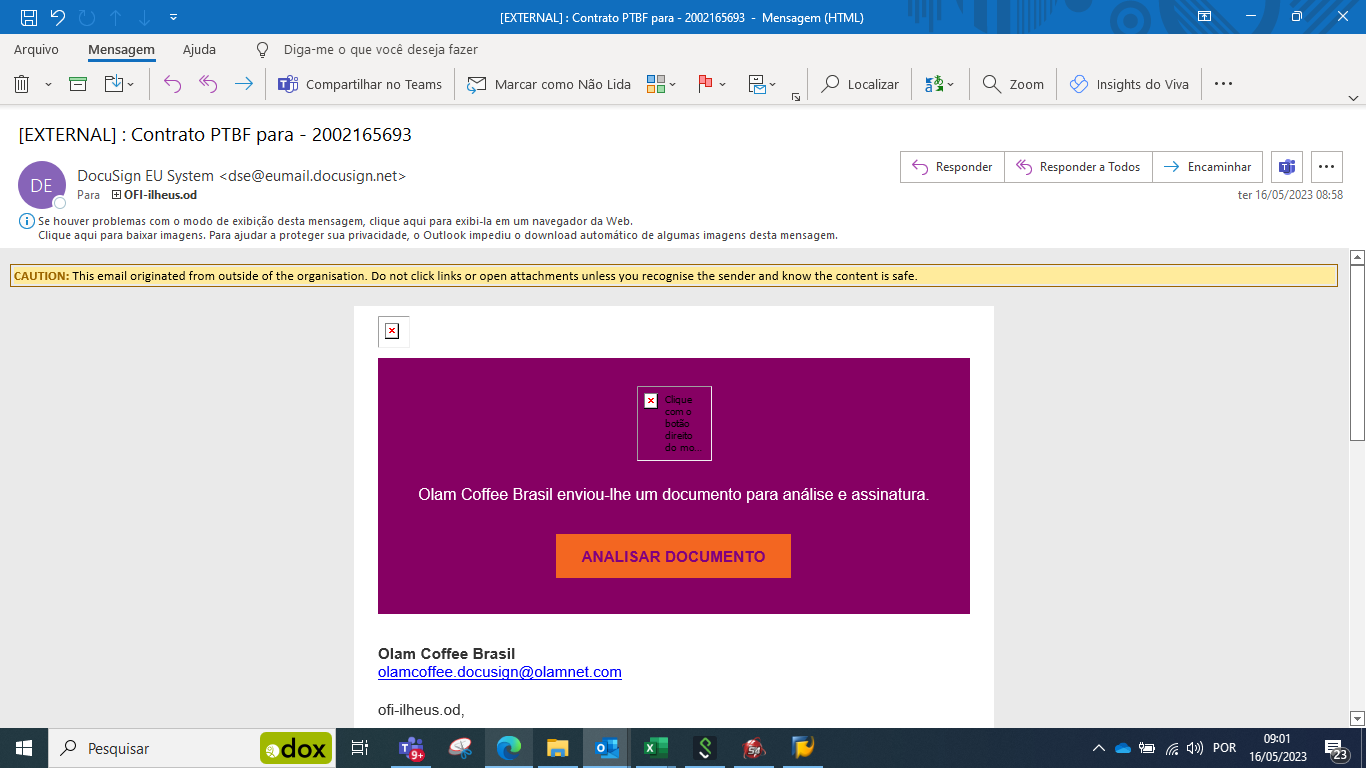 [EXTERNAL] : Contrato PTBF para - 2002165693 - Mensagem (HTML)
Arquivo Mensagem Ajuda Diga-me o que você deseja fazer
Compartilhar no Teams Marcar como Não Lida Localizar Zoom Insights do Viva
[EXTERNAL] : Contrato PTBF para - 2002165693
DE
DocuSign EU System <dse@eumail.docusign.net>
Para OFI-ilheus.od
Responder Responder a Todos Encaminhar
ter 16/05/2023 08:58
Se houver problemas com o modo de exibição desta mensagem, clique aqui para exibi-la em um navegador da Web.
Clique aqui para baixar imagens. Para ajudar a proteger sua privacidade, o Outlook impediu o download automático de algumas imagens desta mensagem.
CAUTION: This email originated from outside of the organisation. Do not click links or open attachments unless you recognise the sender and know the content is safe.
Clique
com o
botão
direito
do mo...
Olam Coffee Brasil enviou-lhe um documento para análise e assinatura.
ANALISAR DOCUMENTO
Olam Coffee Brasil
olamcoffee.docusign@olamnet.com
ofi-ilheus.od,
Pesquisar
dox
9+
POR
09:01
16/05/2023
23